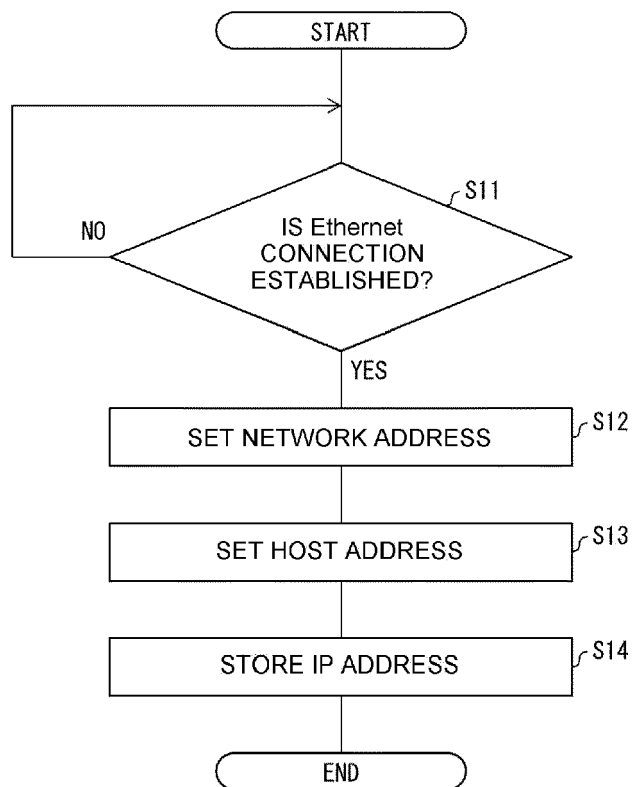 START
S11
IS Ethernet
CONNECTION
ESTABLISHED?
NO
YES
SET NETWORK ADDRESS
S12
SET HOST ADDRESS
S13
STORE IP ADDRESS
S14
END